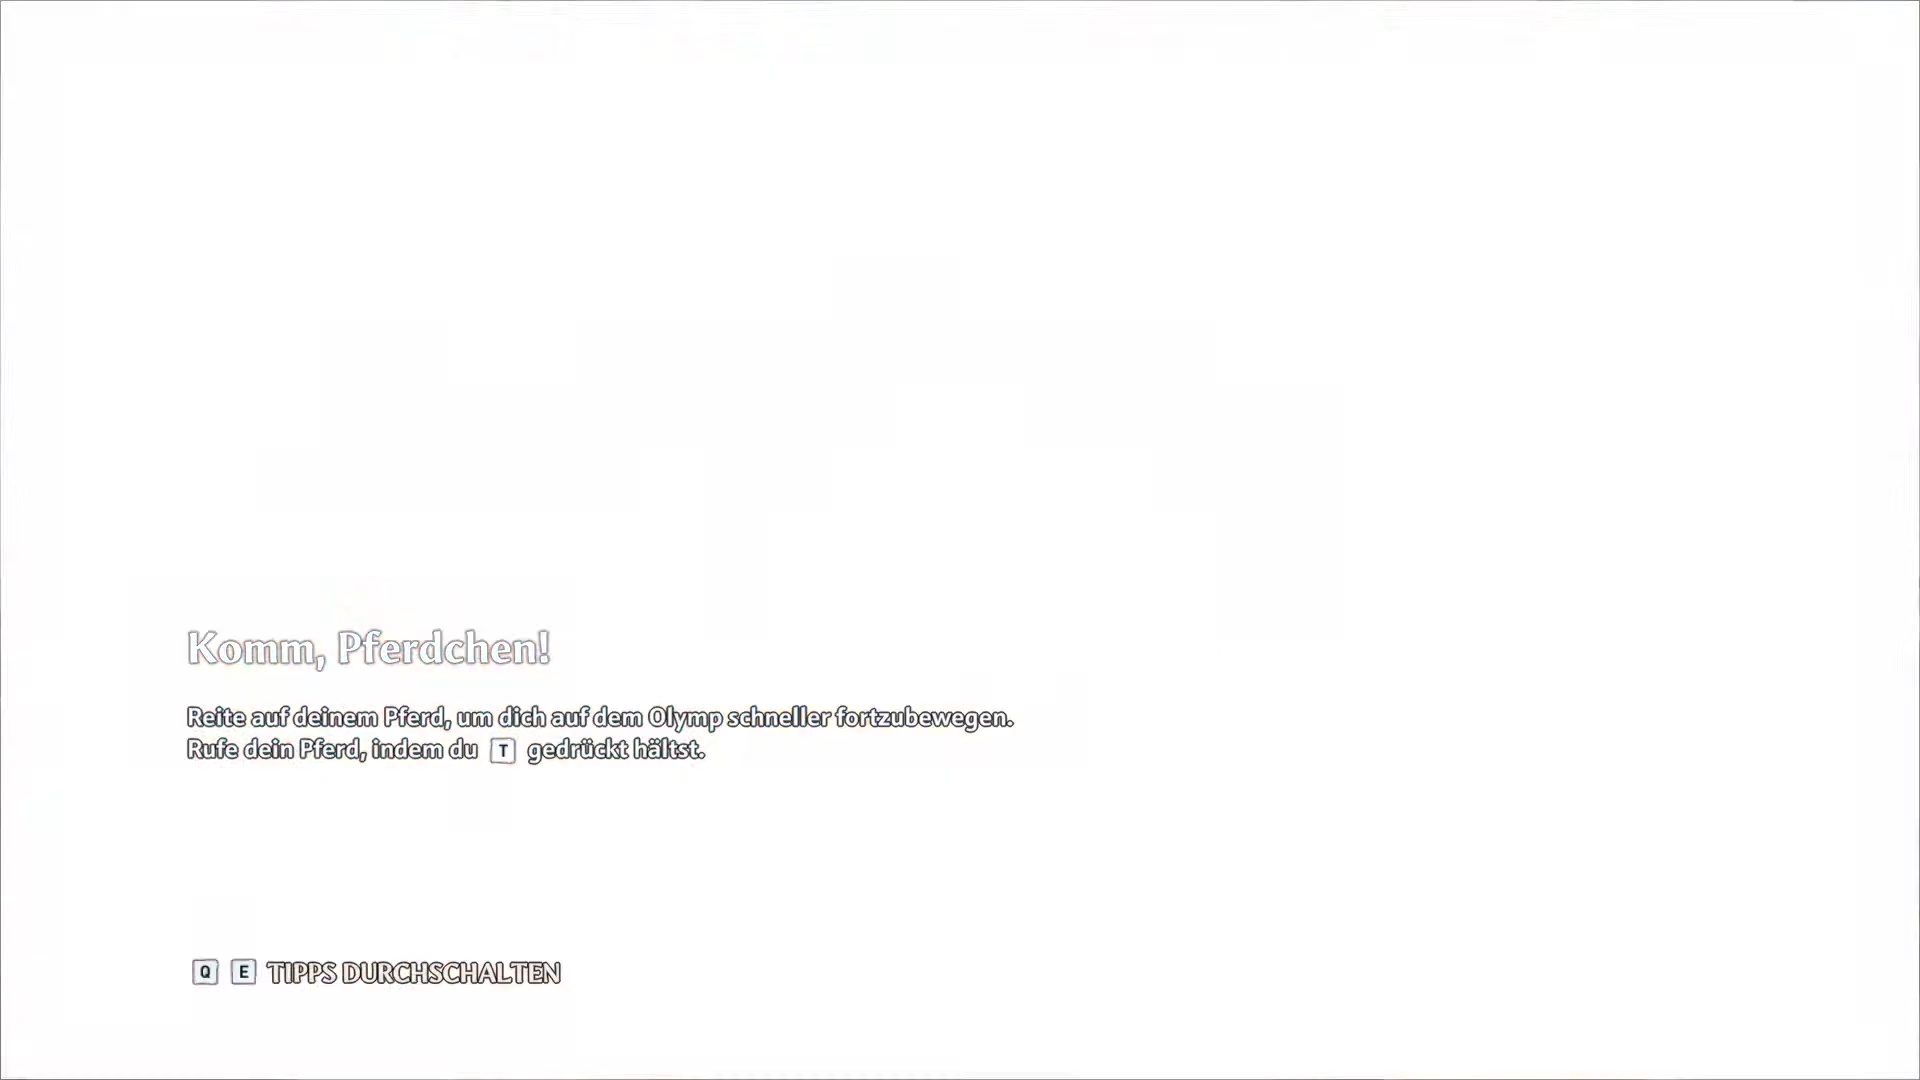 Komm, Pferdchen!
Reite auf deinem Pferd, um dich auf dem Olymp schneller fortzubewegen.
Rufe dein Pferd, indem du T gedrückt hältst.
Q E TIPPS DURCHSCHALTEN